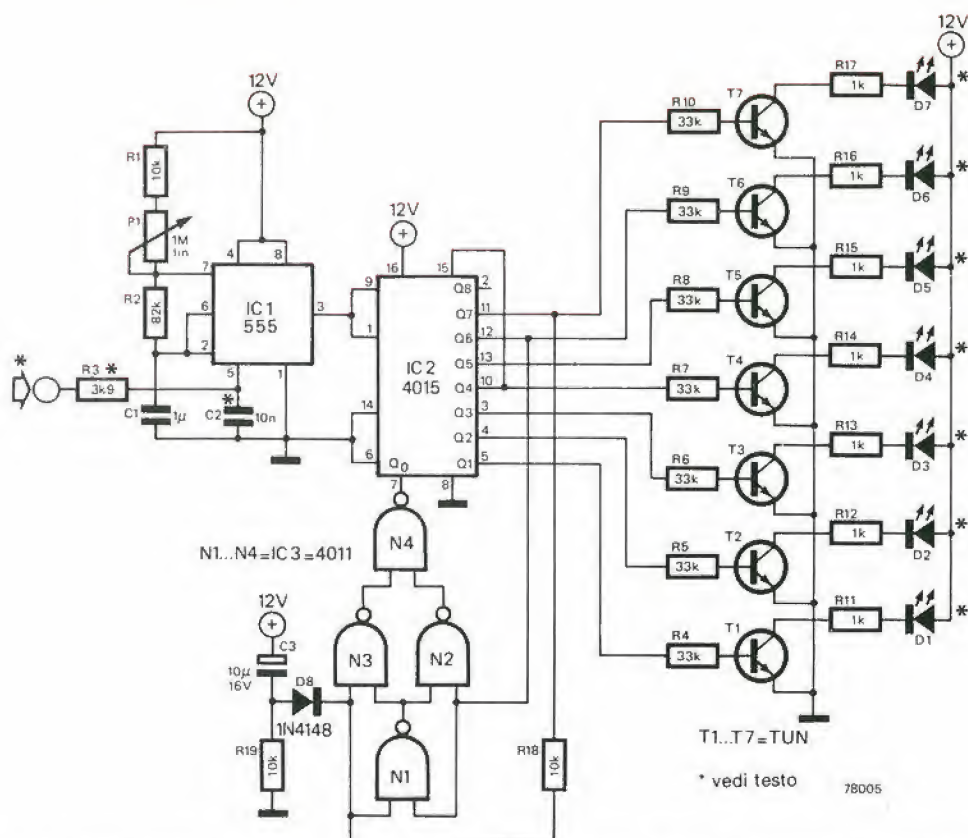 12V
12V
12V
R1
10k
P1
1M
lin
R2
82k
R3 *
3k9
*
C1
1µ
C2
*
10n
4
8
7
6
2
5
1
3
IC1
555
16
15
9
1
14
6
7
8
IC2
4015
Q0
Q8
Q7
Q6
Q5
Q4
Q3
Q2
Q1
2
11
12
13
10
3
4
5
R10
33k
R9
33k
R8
33k
R7
33k
R6
33k
R5
33k
R4
33k
T7
T6
T5
T4
T3
T2
T1
R17
1k
D7
*
R16
1k
D6
*
R15
1k
D5
*
R14
1k
D4
*
R13
1k
D3
*
R12
1k
D2
*
R11
1k
D1
N1...N4=IC3=4011
N4
N3
N2
N1
12V
C3
10µ
16V
D8
1N4148
R19
10k
R18
10k
T1...T7=TUN
* vedi testo
78005